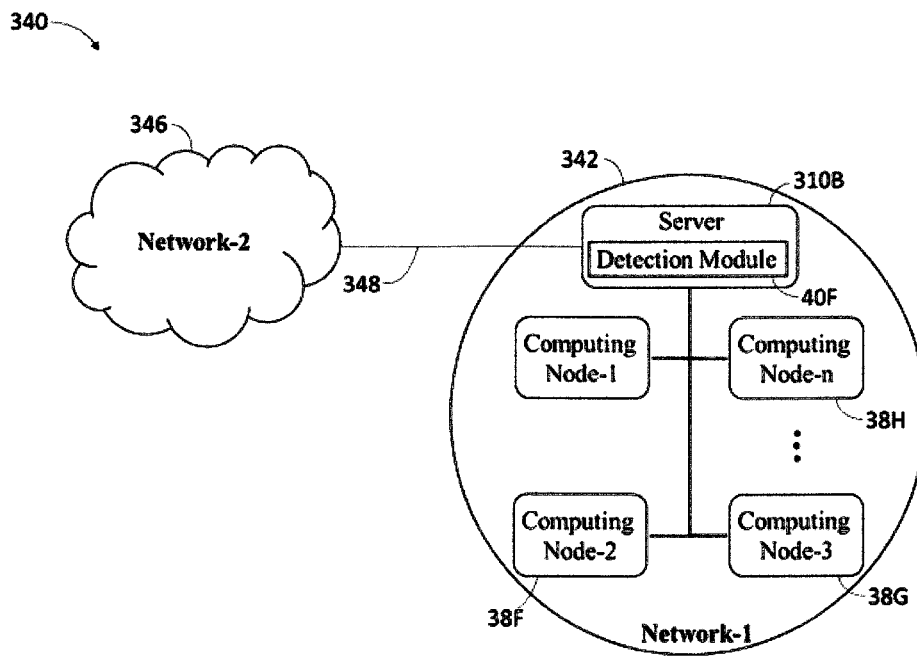 340
346
342
310B
Server
Network-2
Detection Module
348
40F
Computing
Node-1
Computing
Node-n
38H
Computing
Node-2
Computing
Node-3
38F
38G
Network-1